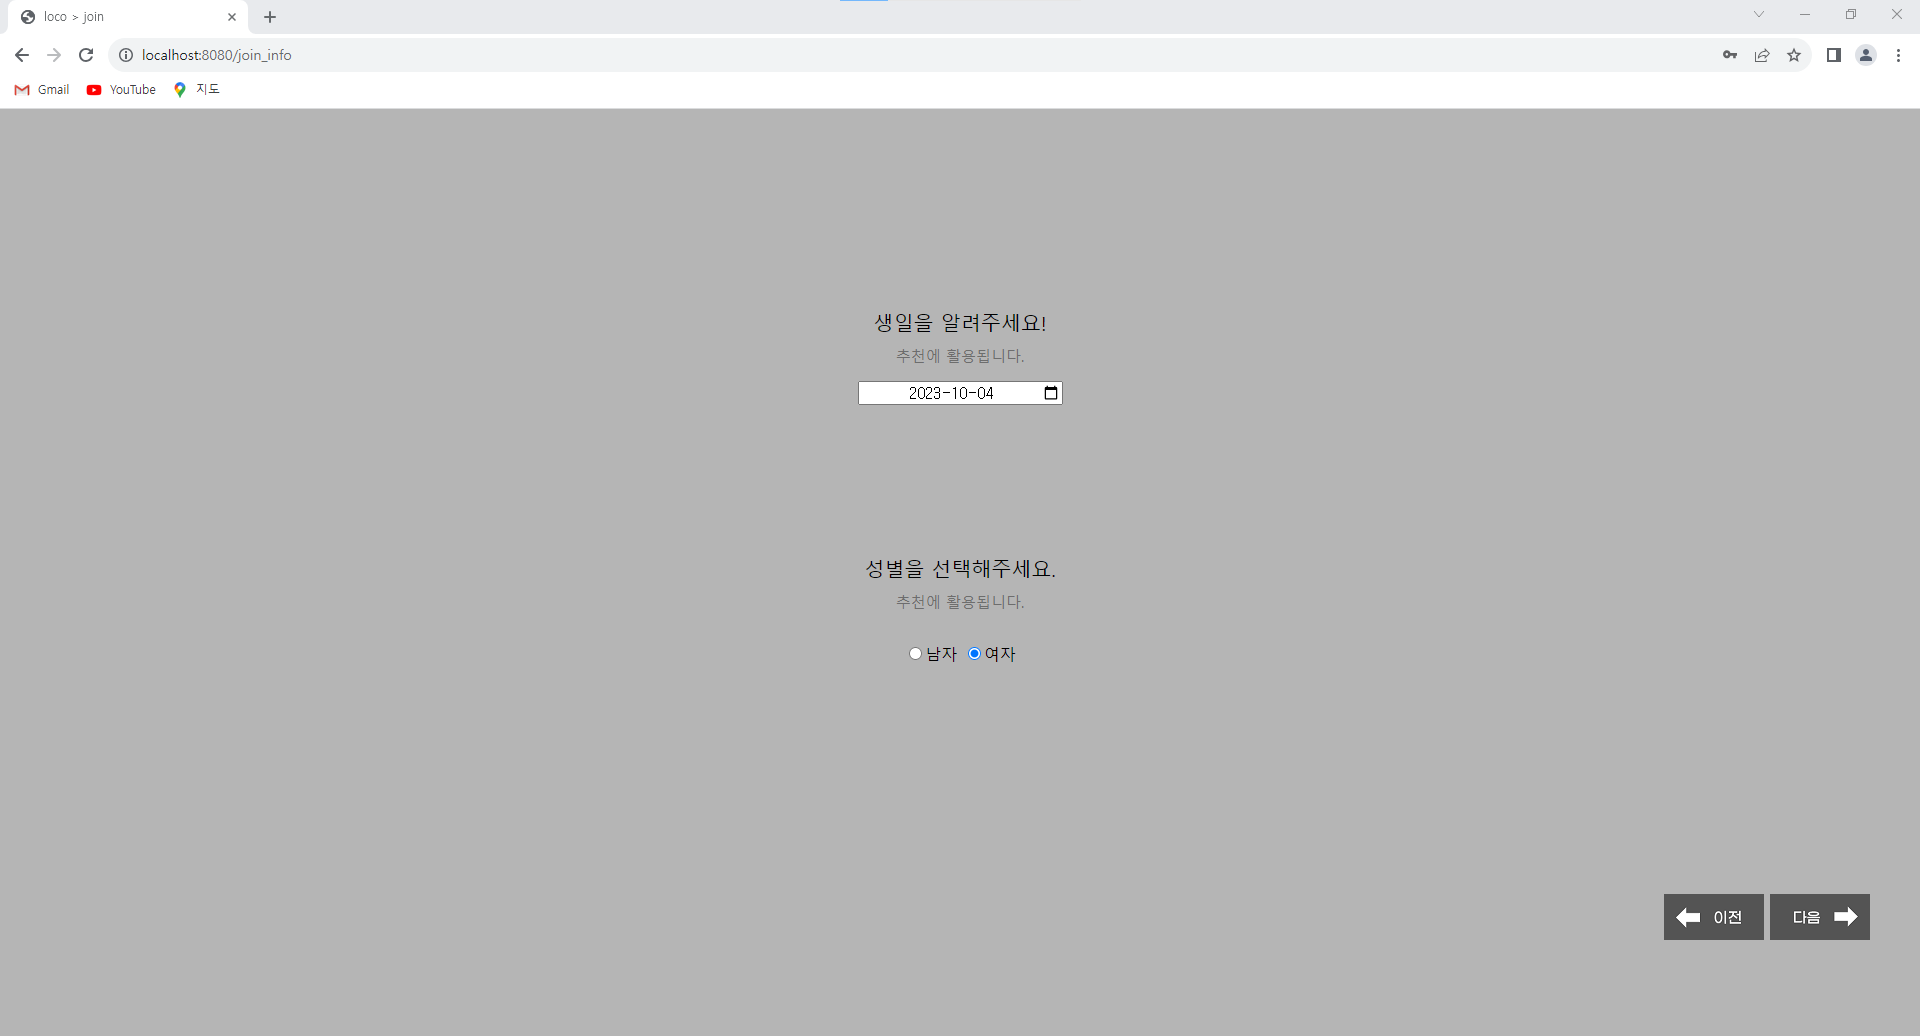 loco > join
localhost:8080/join_info
Gmail YouTube 지도
생일을 알려주세요!
추천에 활용됩니다.
2023-10-04
성별을 선택해주세요.
추천에 활용됩니다.
남자 여자
이전 다음